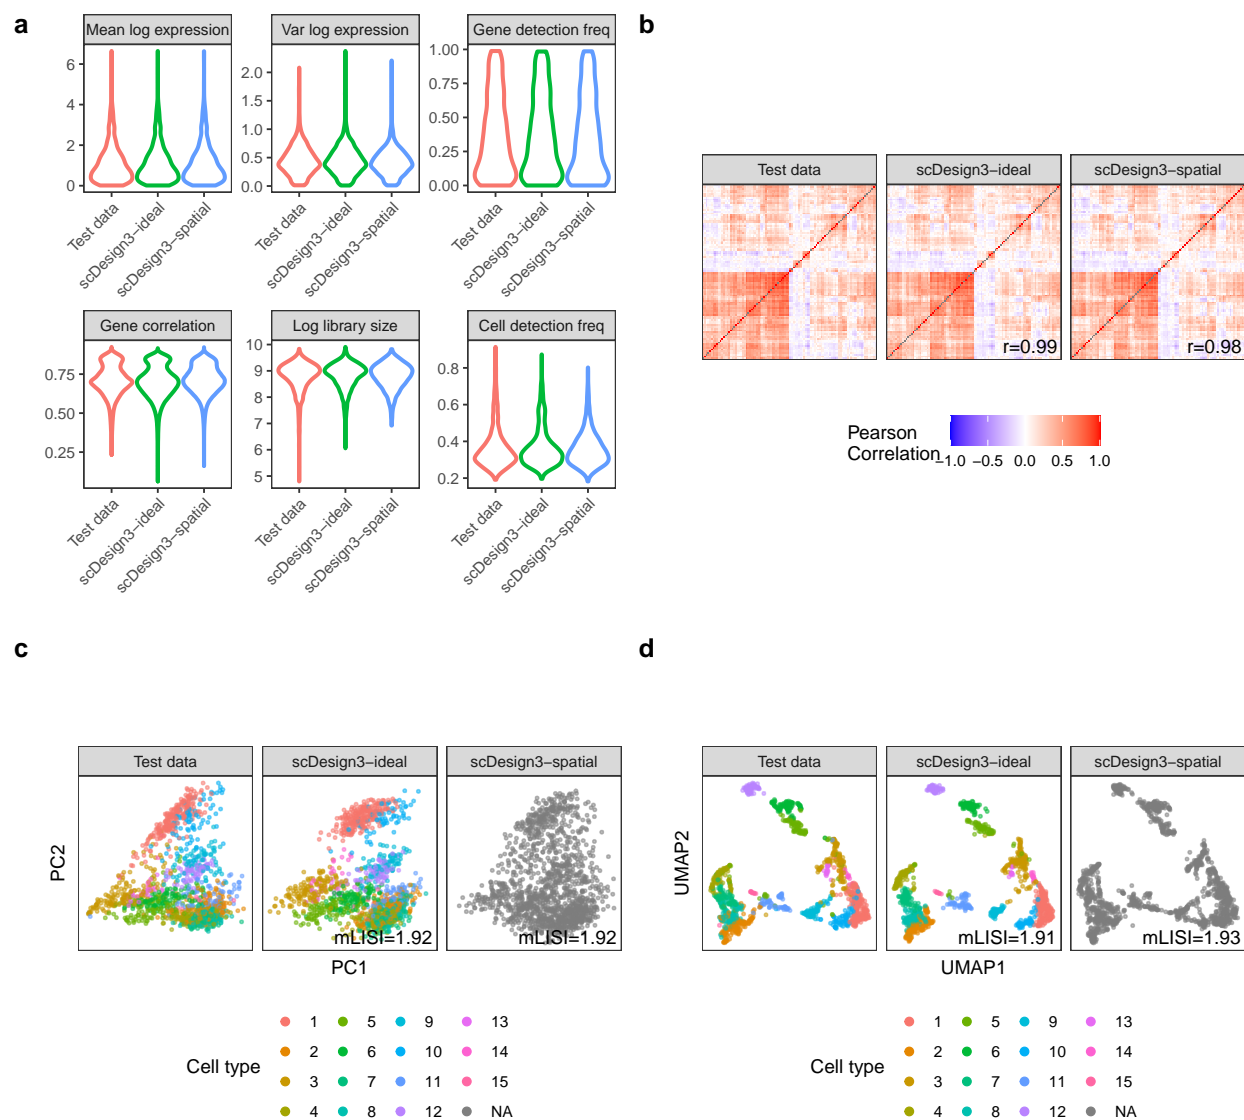 a
Mean log expression
Var log expression
Gene detection freq
6
4
2
0
2.0
1.5
1.0
0.5
0.0
1.00
0.75
0.50
0.25
0.00
Test data
scDesign3−ideal
scDesign3−spatial
Test data
scDesign3−ideal
scDesign3−spatial
Test data
scDesign3−ideal
scDesign3−spatial
Gene correlation
Log library size
Cell detection freq
0.75
0.50
0.25
10
9
8
7
6
5
0.8
0.6
0.4
0.2
Test data
scDesign3−ideal
scDesign3−spatial
Test data
scDesign3−ideal
scDesign3−spatial
Test data
scDesign3−ideal
scDesign3−spatial
b
Test data
scDesign3−ideal
scDesign3−spatial
r=0.99
r=0.98
Pearson
Correlation
−1.0 −0.5 0.0 0.5 1.0
c
Test data
scDesign3−ideal
scDesign3−spatial
PC2
mLISI=1.92
mLISI=1.92
PC1
Cell type
1 5 9 13
2 6 10 14
3 7 11 15
4 8 12 NA
d
Test data
scDesign3−ideal
scDesign3−spatial
UMAP2
mLISI=1.91
mLISI=1.93
UMAP1
Cell type
1 5 9 13
2 6 10 14
3 7 11 15
4 8 12 NA